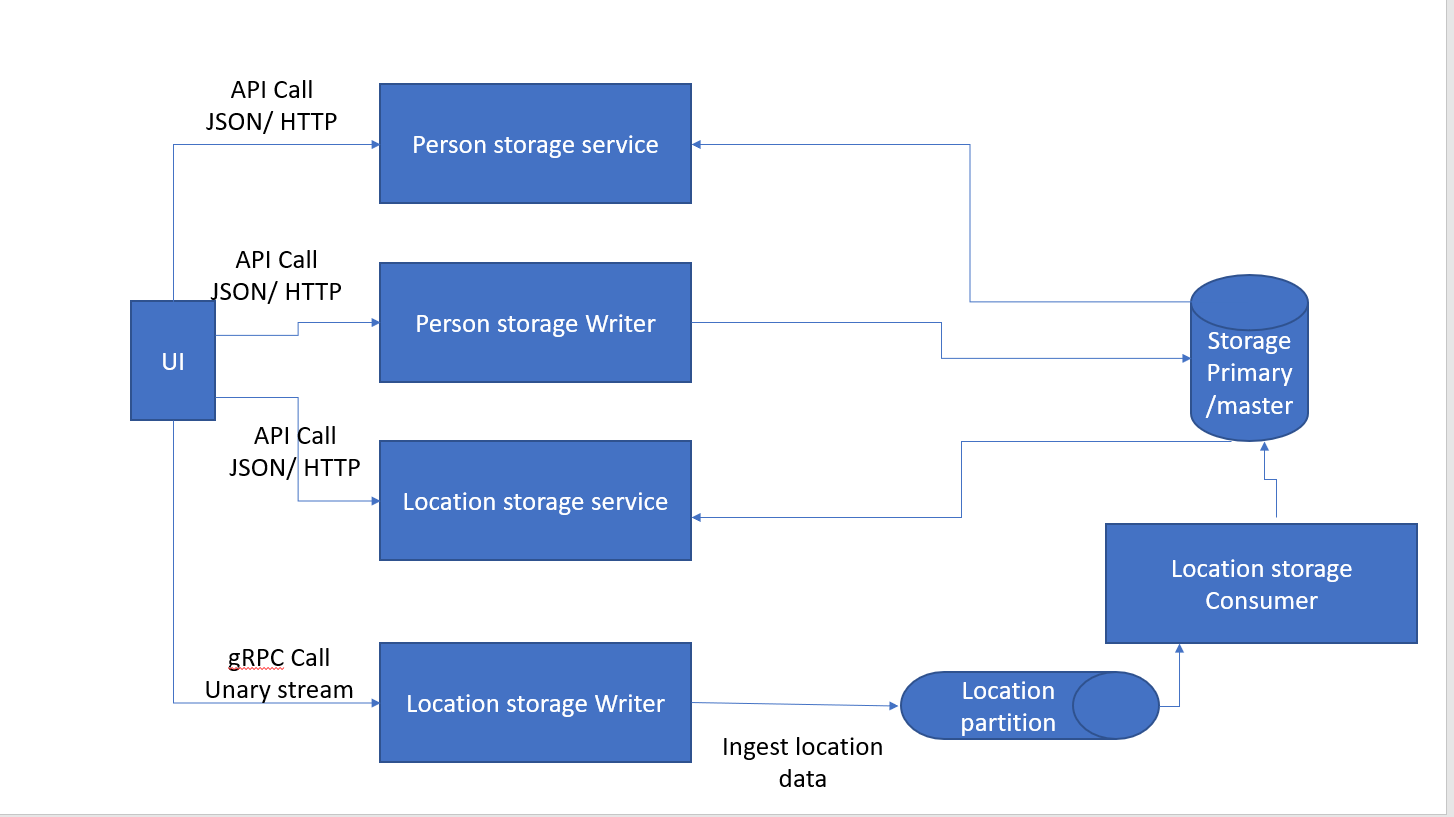 API Call
JSON/ HTTP
Person storage service
API Call
JSON/ HTTP
Person storage Writer
UI
Storage
Primary
/master
API Call
JSON/ HTTP
Location storage service
Location storage
Consumer
gRPC Call
Unary stream
Location storage Writer
Location
partition
Ingest location
data